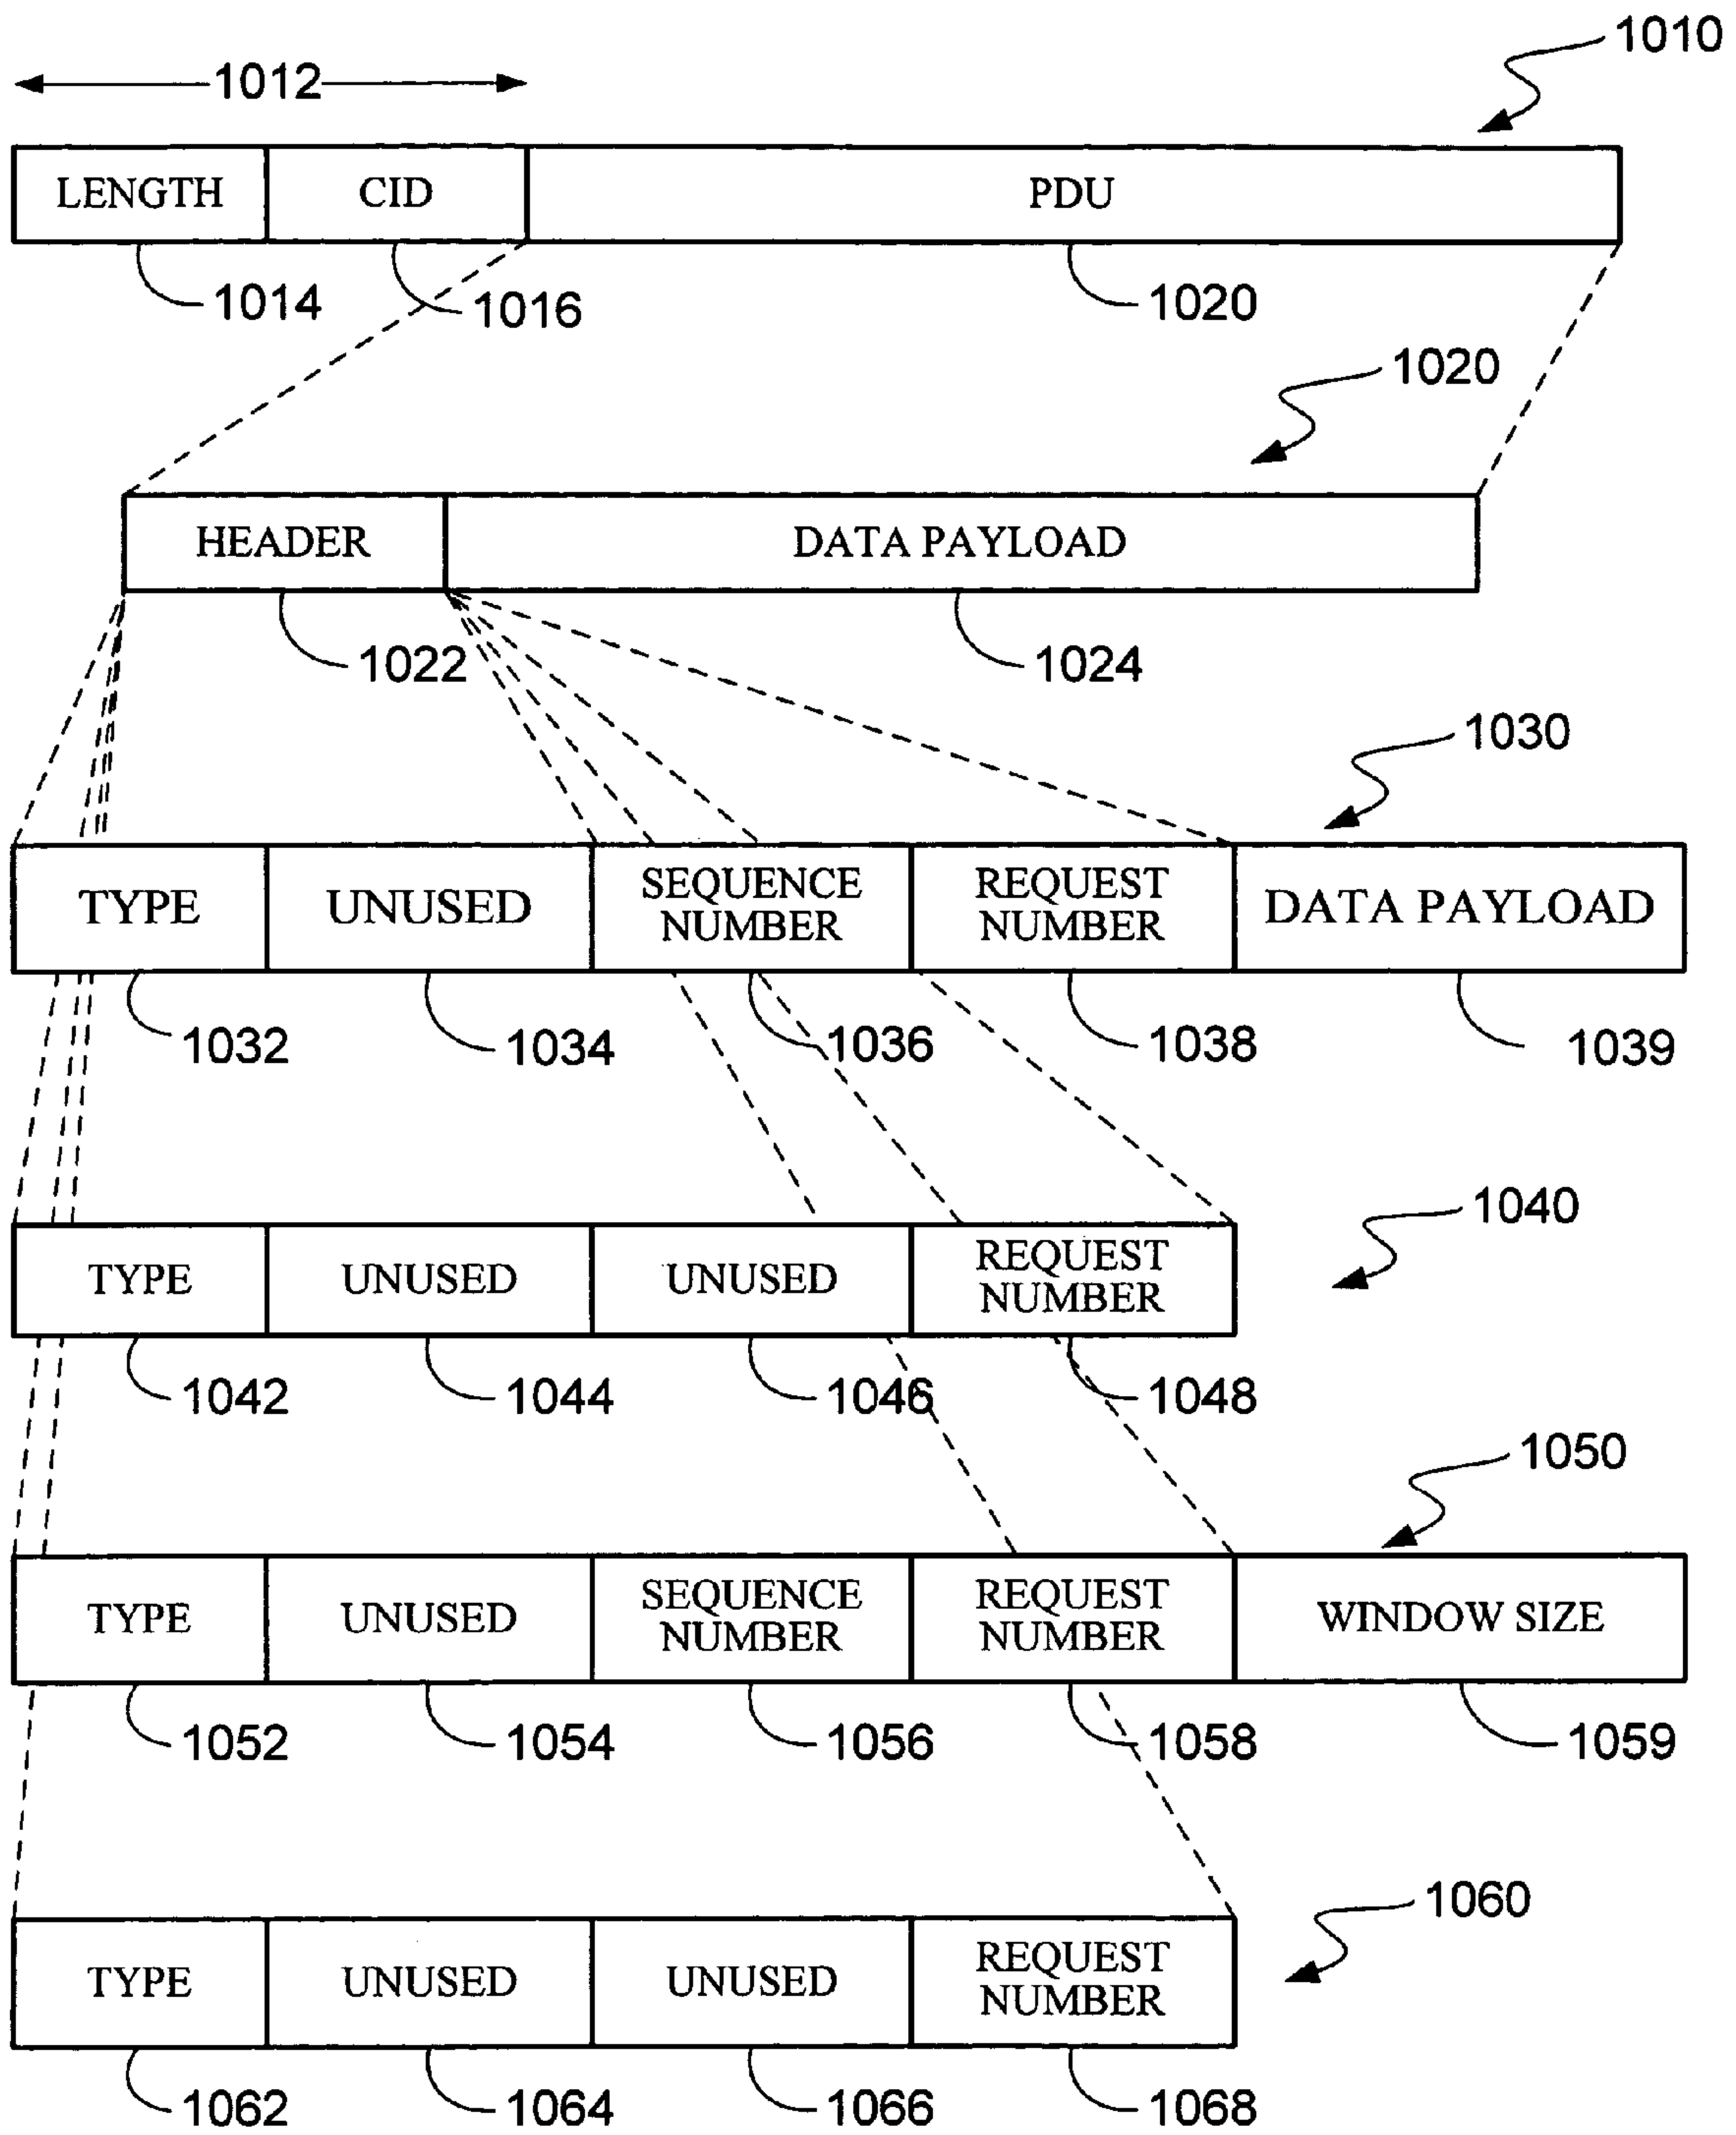 1010
1012
LENGTH CID PDU
1014 1016 1020
1020
HEADER DATA PAYLOAD
1022 1024
1030
TYPE UNUSED SEQUENCE NUMBER REQUEST NUMBER DATA PAYLOAD
1032 1034 1036 1038 1039
1040
TYPE UNUSED UNUSED REQUEST NUMBER
1042 1044 1046 1048
1050
TYPE UNUSED SEQUENCE NUMBER REQUEST NUMBER WINDOW SIZE
1052 1054 1056 1058 1059
1060
TYPE UNUSED UNUSED REQUEST NUMBER
1062 1064 1066 1068